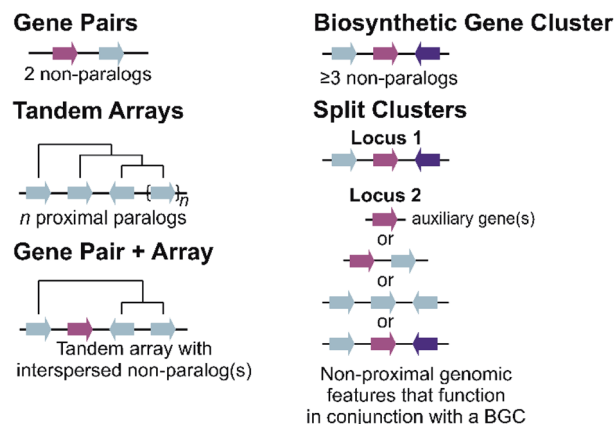 Gene Pairs
2 non-paralogs
Tandem Arrays
{ }n
n proximal paralogs
Gene Pair + Array
Tandem array with
interspersed non-paralog(s)
Biosynthetic Gene Cluster
≥3 non-paralogs
Split Clusters
Locus 1
Locus 2
auxiliary gene(s)
or
or
or
Non-proximal genomic
features that function
in conjunction with a BGC